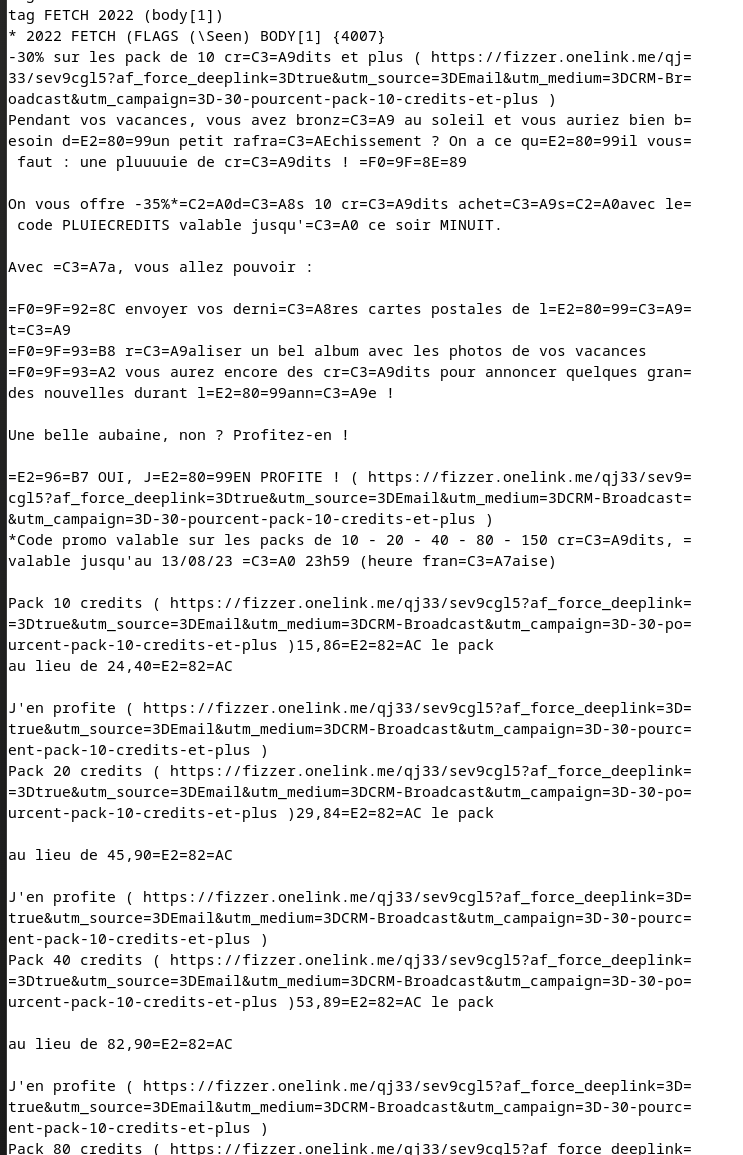 tag FETCH 2022 (body[1])
* 2022 FETCH (FLAGS (\Seen) BODY[1] {4007}
-30% sur les pack de 10 cr=C3=A9dits et plus ( https://fizzer.onelink.me/qj=
33/sev9cgl5?af_force_deeplink=3Dtrue&utm_source=3DEmail&utm_medium=3DCRM-Br=
oadcast&utm_campaign=3D-30-pourcent-pack-10-credits-et-plus )
Pendant vos vacances, vous avez bronz=C3=A9 au soleil et vous auriez bien b=
esoin d=E2=80=99un petit rafra=C3=AEchissement ? On a ce qu=E2=80=99il vous=
 faut : une pluuuuie de cr=C3=A9dits ! =F0=9F=8E=89
On vous offre -35%*=C2=A0d=C3=A8s 10 cr=C3=A9dits achet=C3=A9s=C2=A0avec le=
 code PLUIECREDITS valable jusqu'=C3=A0 ce soir MINUIT.
Avec =C3=A7a, vous allez pouvoir :
=F0=9F=92=8C envoyer vos derni=C3=A8res cartes postales de l=E2=80=99=C3=A9=
t=C3=A9
=F0=9F=93=B8 r=C3=A9aliser un bel album avec les photos de vos vacances
=F0=9F=93=A2 vous aurez encore des cr=C3=A9dits pour annoncer quelques gran=
des nouvelles durant l=E2=80=99ann=C3=A9e !
Une belle aubaine, non ? Profitez-en !
=E2=96=B7 OUI, J=E2=80=99EN PROFITE ! ( https://fizzer.onelink.me/qj33/sev9=
cgl5?af_force_deeplink=3Dtrue&utm_source=3DEmail&utm_medium=3DCRM-Broadcast=
&utm_campaign=3D-30-pourcent-pack-10-credits-et-plus )
*Code promo valable sur les packs de 10 - 20 - 40 - 80 - 150 cr=C3=A9dits, =
valable jusqu'au 13/08/23 =C3=A0 23h59 (heure fran=C3=A7aise)
Pack 10 credits ( https://fizzer.onelink.me/qj33/sev9cgl5?af_force_deeplink=
=3Dtrue&utm_source=3DEmail&utm_medium=3DCRM-Broadcast&utm_campaign=3D-30-po=
urcent-pack-10-credits-et-plus )15,86=E2=82=AC le pack
au lieu de 24,40=E2=82=AC
J'en profite ( https://fizzer.onelink.me/qj33/sev9cgl5?af_force_deeplink=3D=
true&utm_source=3DEmail&utm_medium=3DCRM-Broadcast&utm_campaign=3D-30-pourc=
ent-pack-10-credits-et-plus )
Pack 20 credits ( https://fizzer.onelink.me/qj33/sev9cgl5?af_force_deeplink=
=3Dtrue&utm_source=3DEmail&utm_medium=3DCRM-Broadcast&utm_campaign=3D-30-po=
urcent-pack-10-credits-et-plus )29,84=E2=82=AC le pack
au lieu de 45,90=E2=82=AC
J'en profite ( https://fizzer.onelink.me/qj33/sev9cgl5?af_force_deeplink=3D=
true&utm_source=3DEmail&utm_medium=3DCRM-Broadcast&utm_campaign=3D-30-pourc=
ent-pack-10-credits-et-plus )
Pack 40 credits ( https://fizzer.onelink.me/qj33/sev9cgl5?af_force_deeplink=
=3Dtrue&utm_source=3DEmail&utm_medium=3DCRM-Broadcast&utm_campaign=3D-30-po=
urcent-pack-10-credits-et-plus )53,89=E2=82=AC le pack
au lieu de 82,90=E2=82=AC
J'en profite ( https://fizzer.onelink.me/qj33/sev9cgl5?af_force_deeplink=3D=
true&utm_source=3DEmail&utm_medium=3DCRM-Broadcast&utm_campaign=3D-30-pourc=
ent-pack-10-credits-et-plus )
Pack 80 credits ( https://fizzer.onelink.me/qj33/sev9cgl5?af_force_deeplink=